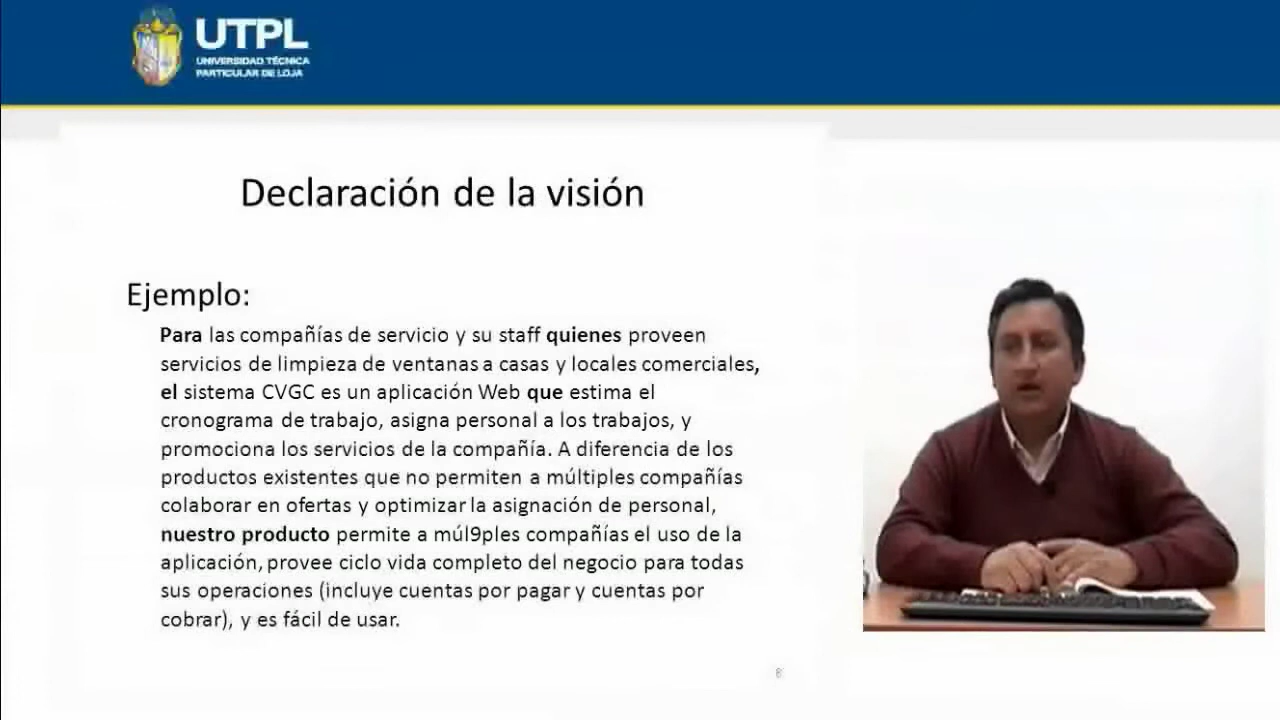 UTPL
UNIVERSIDAD TÉCNICA
PARTICULAR DE LOJA
Declaración de la visión
Ejemplo:
Para las compañías de servicio y su staff quienes proveen
servicios de limpieza de ventanas a casas y locales comerciales,
el sistema CVGC es un aplicación Web que estima el
cronograma de trabajo, asigna personal a los trabajos, y
promociona los servicios de la compañía. A diferencia de los
productos existentes que no permiten a múltiples compañías
colaborar en ofertas y optimizar la asignación de personal,
nuestro producto permite a múl9ples compañías el uso de la
aplicación, provee ciclo vida completo del negocio para todas
sus operaciones (incluye cuentas por pagar y cuentas por
cobrar), y es fácil de usar.